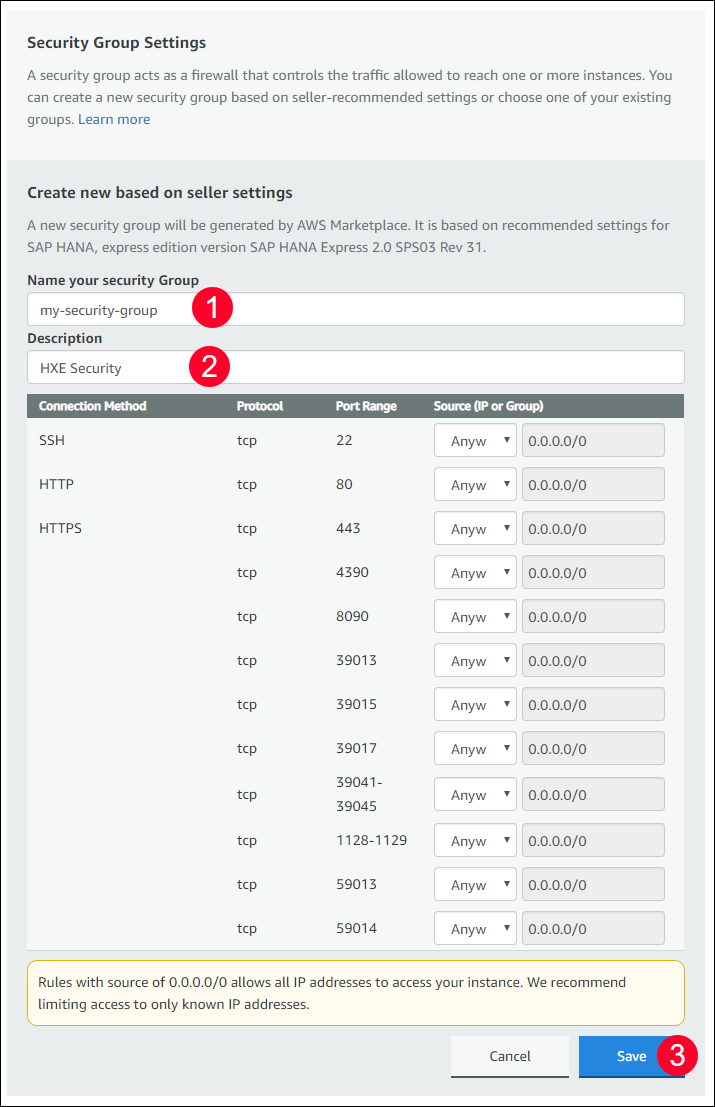 Security Group Settings
A security group acts as a firewall that controls the traffic allowed to reach one or more instances. You
can create a new security group based on seller-recommended settings or choose one of your existing
groups. Learn more
Create new based on seller settings
A new security group will be generated by AWS Marketplace. It is based on recommended settings for
SAP HANA, express edition version SAP HANA Express 2.0 SPS03 Rev 31.
Name your security Group
my-security-group 1
Description
HXE Security 2
Connection Method Protocol Port Range Source (IP or Group)
SSH tcp 22 Anyw 0.0.0.0/0
HTTP tcp 80 Anyw 0.0.0.0/0
HTTPS tcp 443 Anyw 0.0.0.0/0
tcp 4390 Anyw 0.0.0.0/0
tcp 8090 Anyw 0.0.0.0/0
tcp 39013 Anyw 0.0.0.0/0
tcp 39015 Anyw 0.0.0.0/0
tcp 39017 Anyw 0.0.0.0/0
tcp 39041-
39045 Anyw 0.0.0.0/0
tcp 1128-1129 Anyw 0.0.0.0/0
tcp 59013 Anyw 0.0.0.0/0
tcp 59014 Anyw 0.0.0.0/0
Rules with source of 0.0.0.0/0 allows all IP addresses to access your instance. We recommend
limiting access to only known IP addresses.
Cancel Save 3